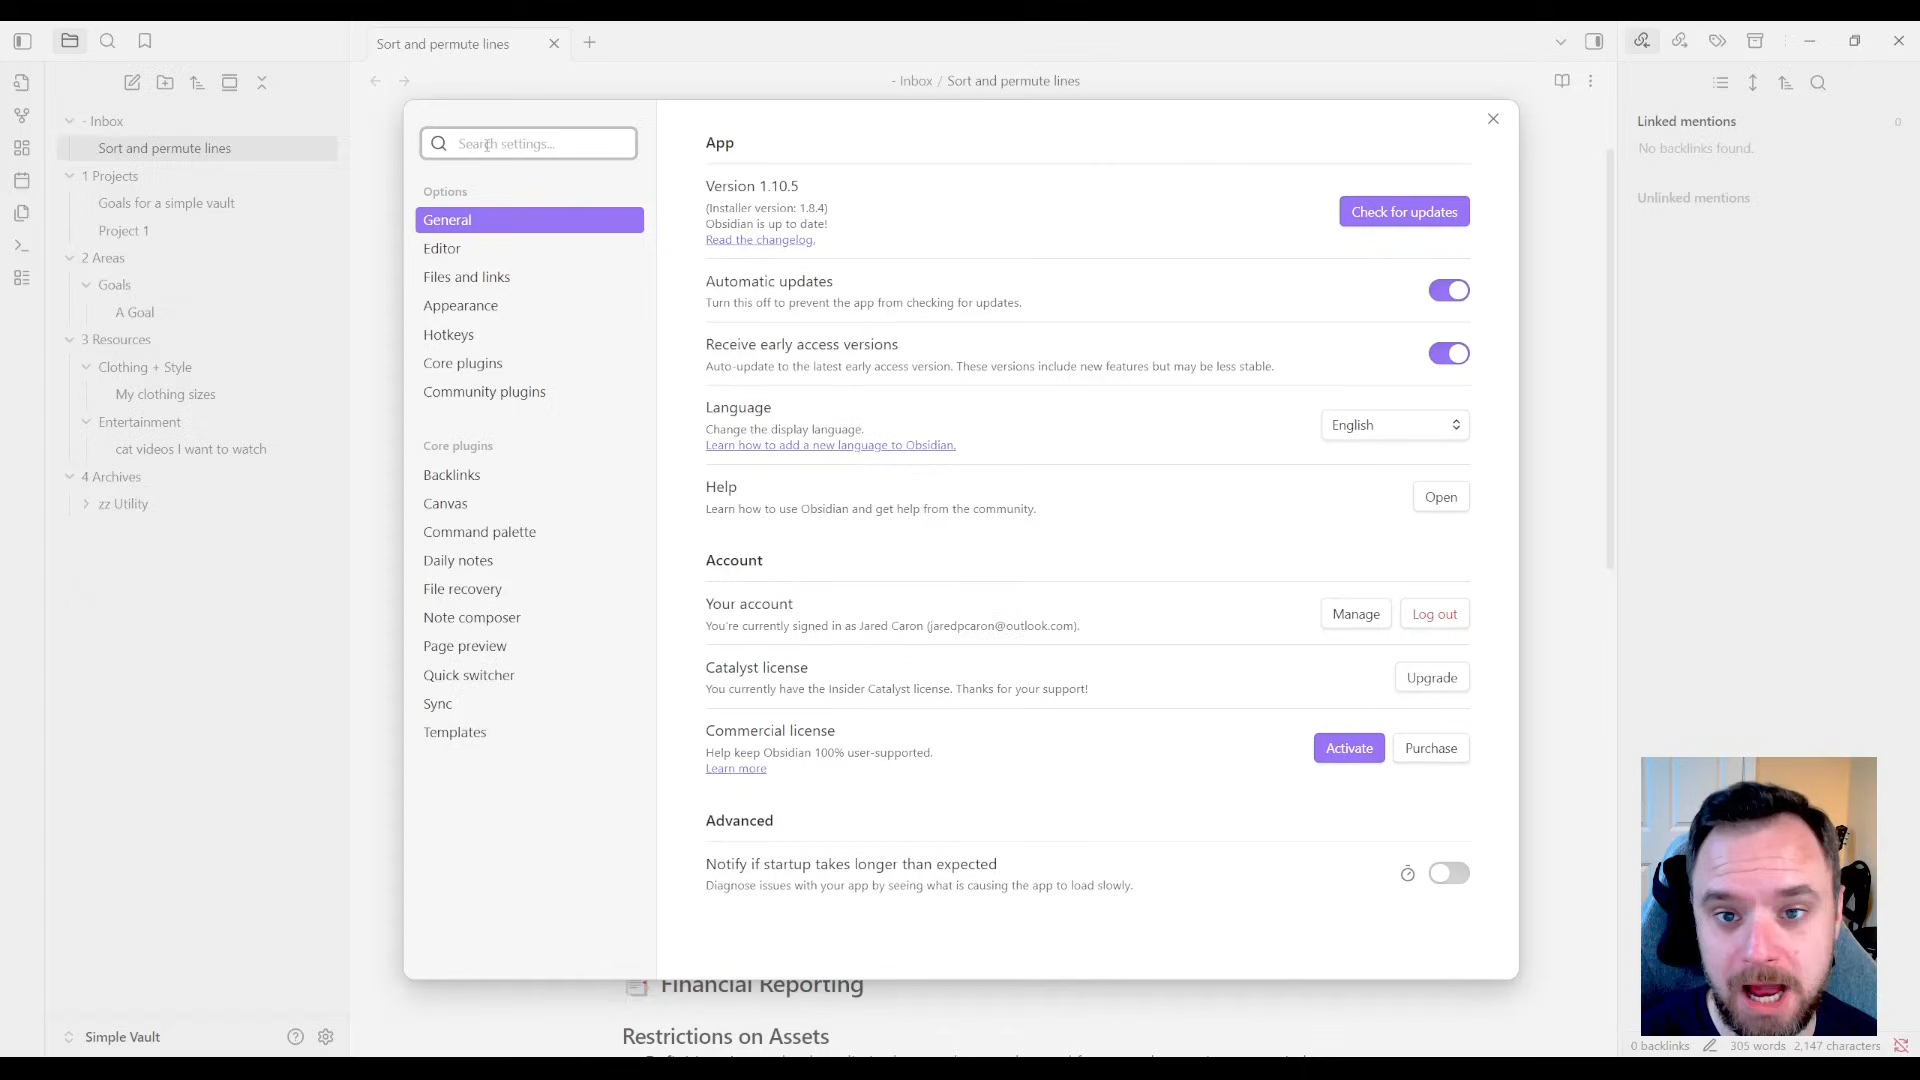 Sort and permute lines
- Inbox / Sort and permute lines
- Inbox
Sort and permute lines
1 Projects
Goals for a simple vault
Project 1
2 Areas
Goals
A Goal
3 Resources
Clothing + Style
My clothing sizes
Entertainment
cat videos I want to watch
4 Archives
zz Utility
Simple Vault
Search settings...
Options
General
Editor
Files and links
Appearance
Hotkeys
Core plugins
Community plugins
Core plugins
Backlinks
Canvas
Command palette
Daily notes
File recovery
Note composer
Page preview
Quick switcher
Sync
Templates
App
Version 1.10.5
(Installer version: 1.8.4)
Obsidian is up to date!
Read the changelog.
Check for updates
Automatic updates
Turn this off to prevent the app from checking for updates.
Receive early access versions
Auto-update to the latest early access version. These versions include new features but may be less stable.
Language
Change the display language.
Learn how to add a new language to Obsidian.
English
Help
Learn how to use Obsidian and get help from the community.
Open
Account
Your account
You're currently signed in as Jared Caron (jaredpcaron@outlook.com).
Manage
Log out
Catalyst license
You currently have the Insider Catalyst license. Thanks for your support!
Upgrade
Commercial license
Help keep Obsidian 100% user-supported.
Learn more
Activate
Purchase
Advanced
Notify if startup takes longer than expected
Diagnose issues with your app by seeing what is causing the app to load slowly.
Financial Reporting
Restrictions on Assets
Linked mentions 0
No backlinks found.
Unlinked mentions
0 backlinks 305 words 2,147 characters